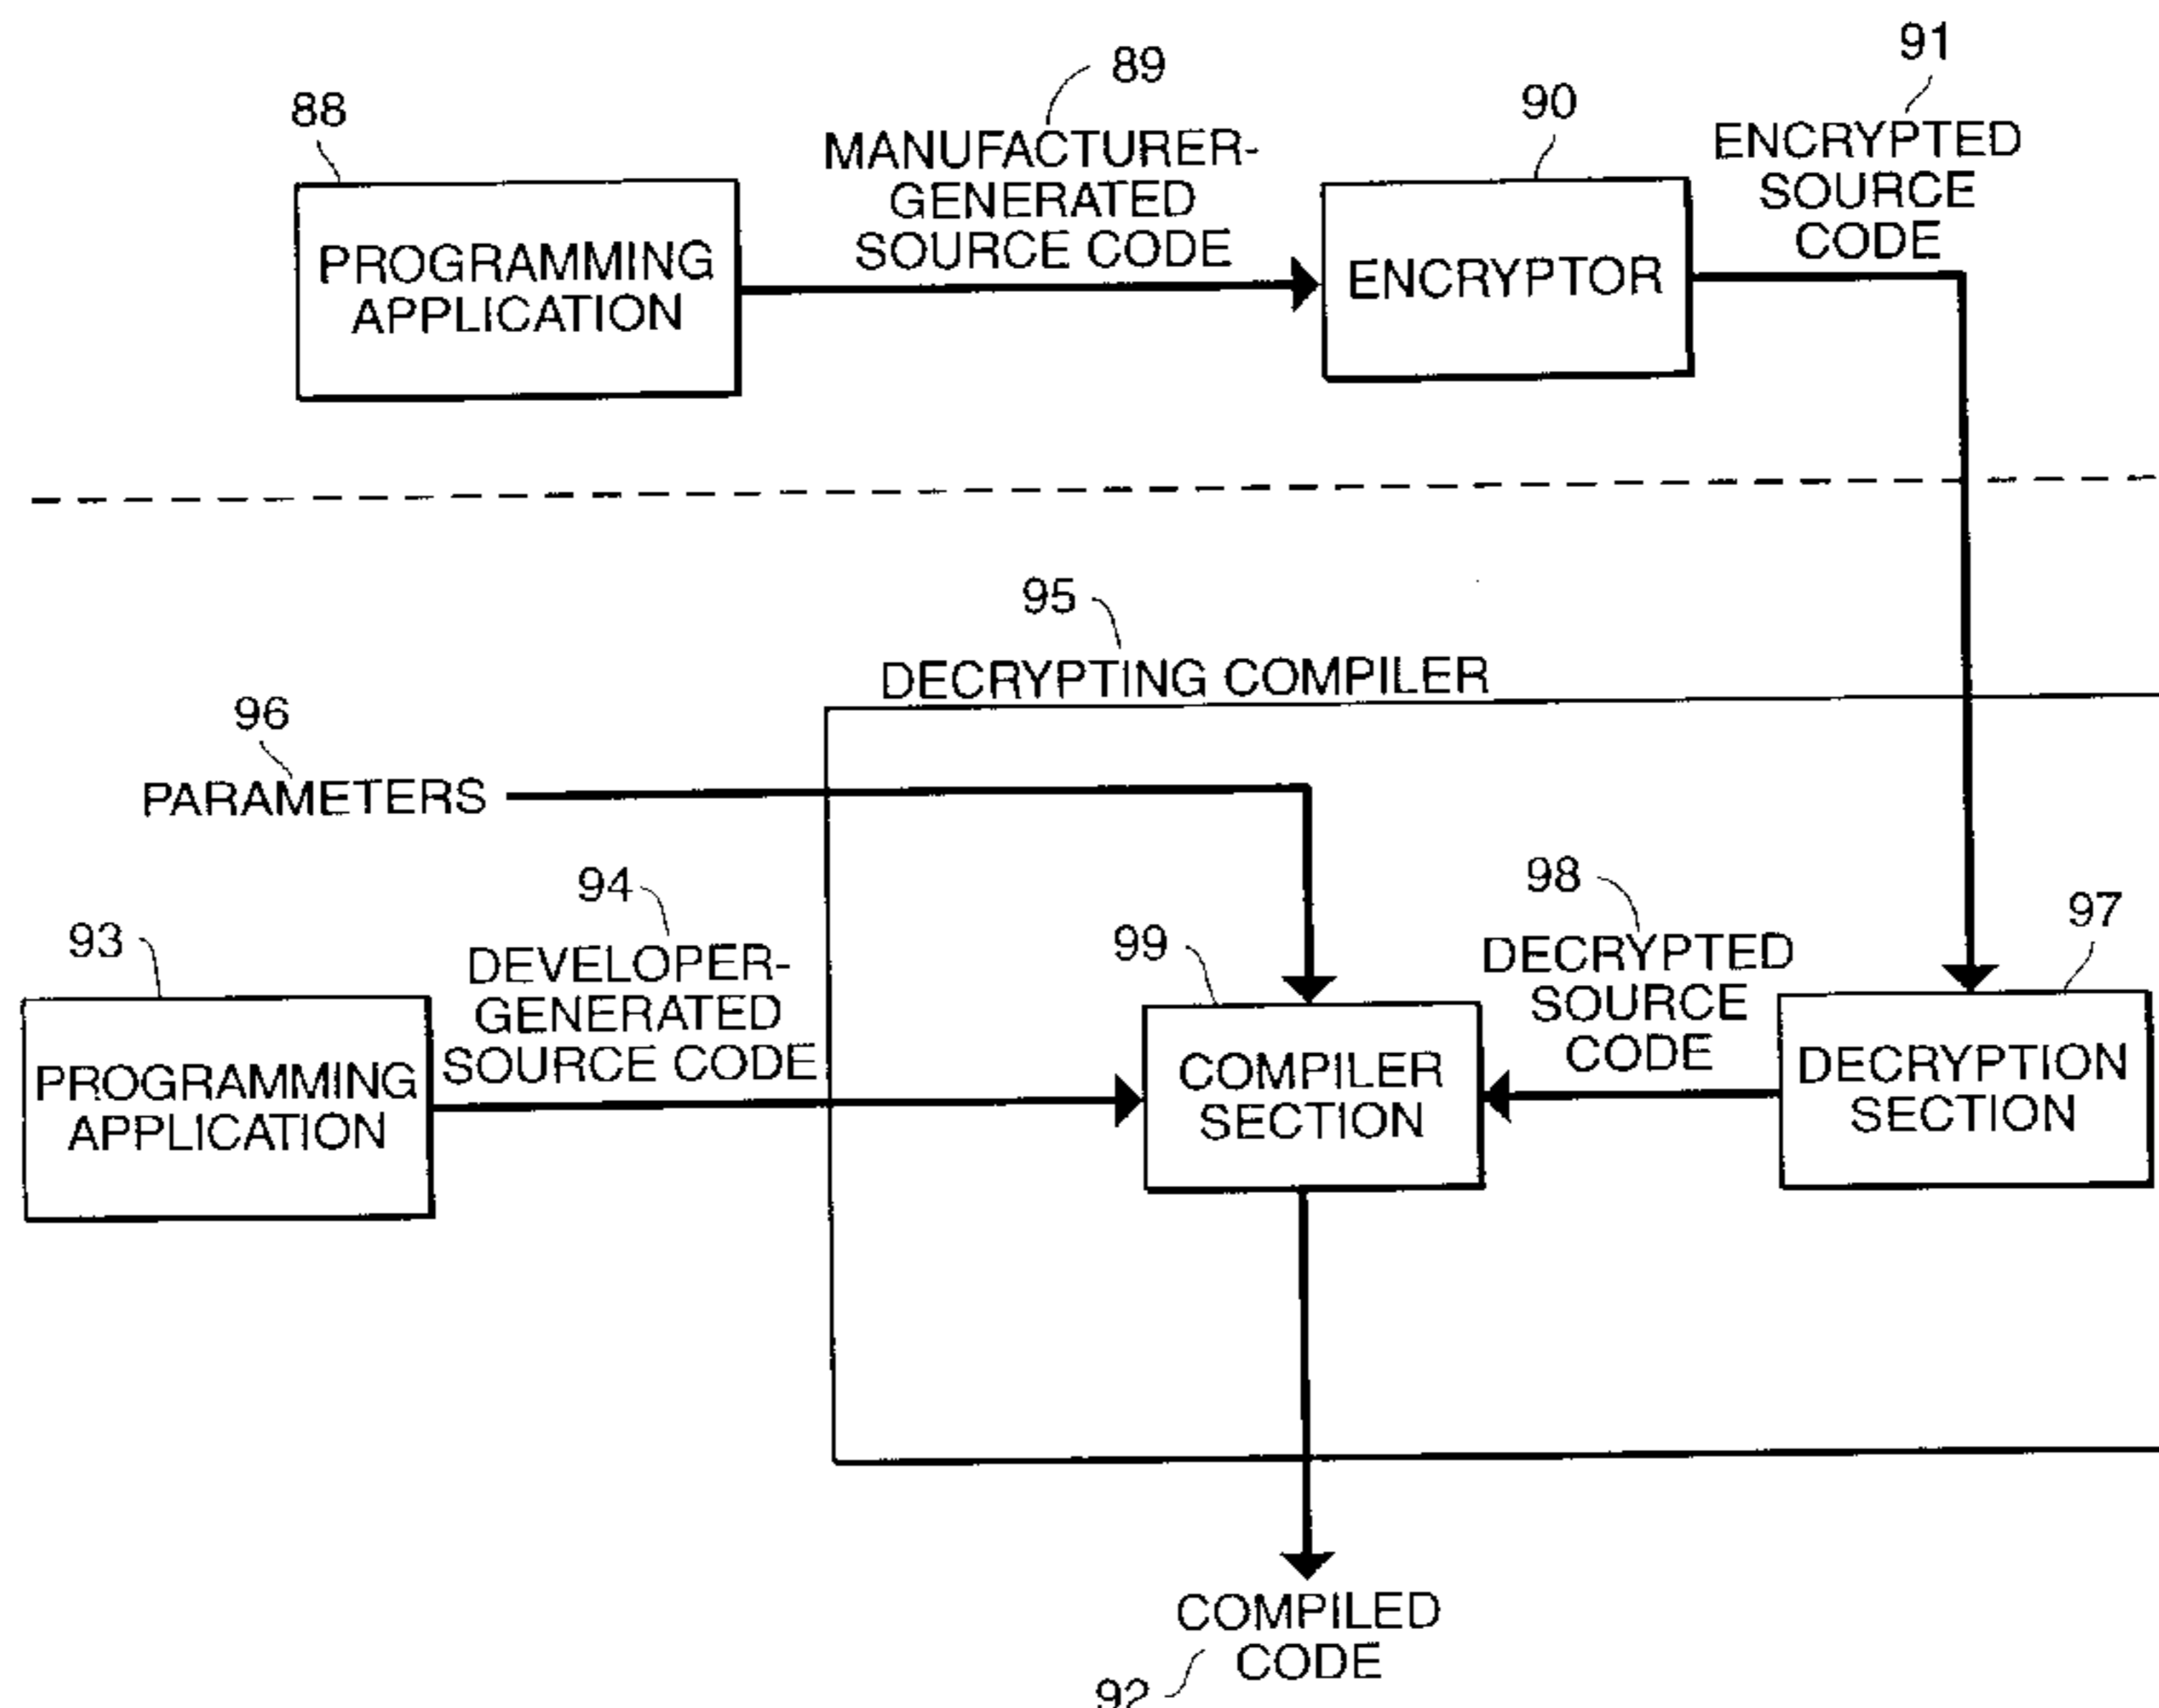 88
PROGRAMMING
APPLICATION
89
MANUFACTURER-
GENERATED
SOURCE CODE
90
ENCRYPTOR
91
ENCRYPTED
SOURCE
CODE
95
DECRYPTING COMPILER
96
PARAMETERS
93
PROGRAMMING
APPLICATION
94
DEVELOPER-
GENERATED
SOURCE CODE
99
COMPILER
SECTION
98
DECRYPTED
SOURCE
CODE
97
DECRYPTION
SECTION
COMPILED
CODE
92